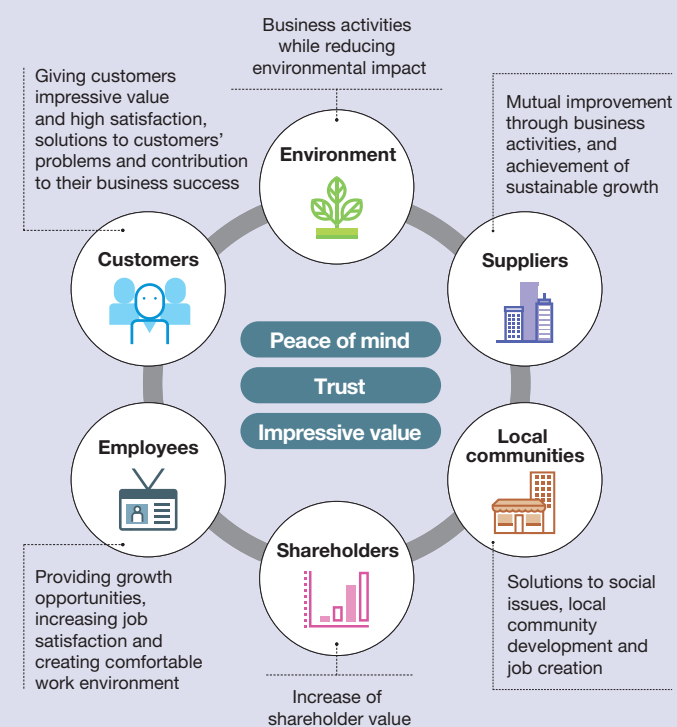 Business activities
while reducing
environmental impact
Giving customers
impressive value
and high satisfaction,
solutions to customers’
problems and contribution
to their business success
Mutual improvement
through business
activities, and
achievement of
sustainable growth
Environment
Customers
Suppliers
Peace of mind
Trust
Impressive value
Employees
Local
communities
Shareholders
Providing growth
opportunities,
increasing job
satisfaction and
creating comfortable
work environment
Solutions to social
issues, local
community
development and
job creation
Increase of
shareholder value